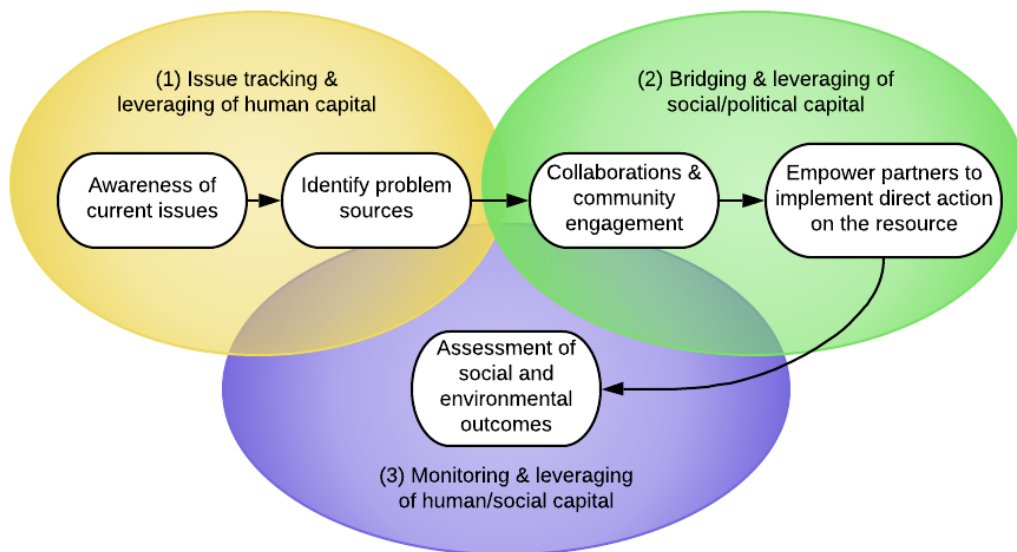 (1) Issue tracking &
leveraging of human capital
(2) Bridging & leveraging of
social/political capital
Awareness of
current issues
Identify problem
sources
Collaborations &
community
engagement
Empower partners to
implement direct action
on the resource
Assessment of
social and
environmental
outcomes
(3) Monitoring & leveraging
of human/social capital